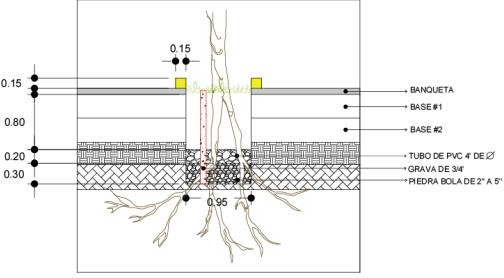 0.15
0.15
BANQUETA
BASE #1
0.80
BASE #2
0.20
TUBO DE PVC 4' DE Ø
GRAVA DE 3/4'
0.30
PIEDRA BOLA DE 2" A 5"
0.95